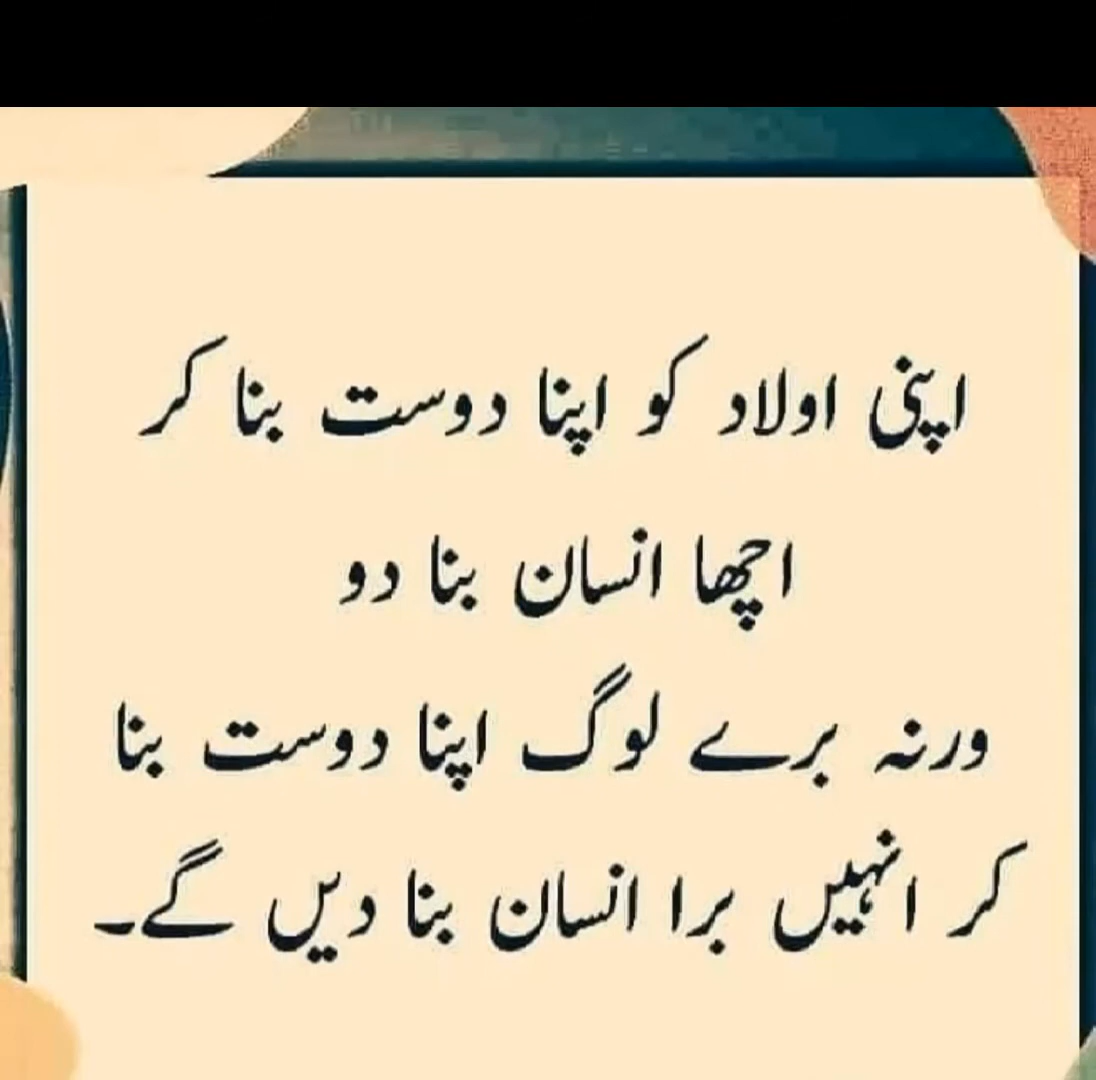 اپنی اولاد کو اپنا دوست بنا کر
اچھا انسان بنا دو
ورنہ برے لوگ اپنا دوست بنا
کر انہیں برا انسان بنا دیں گے۔